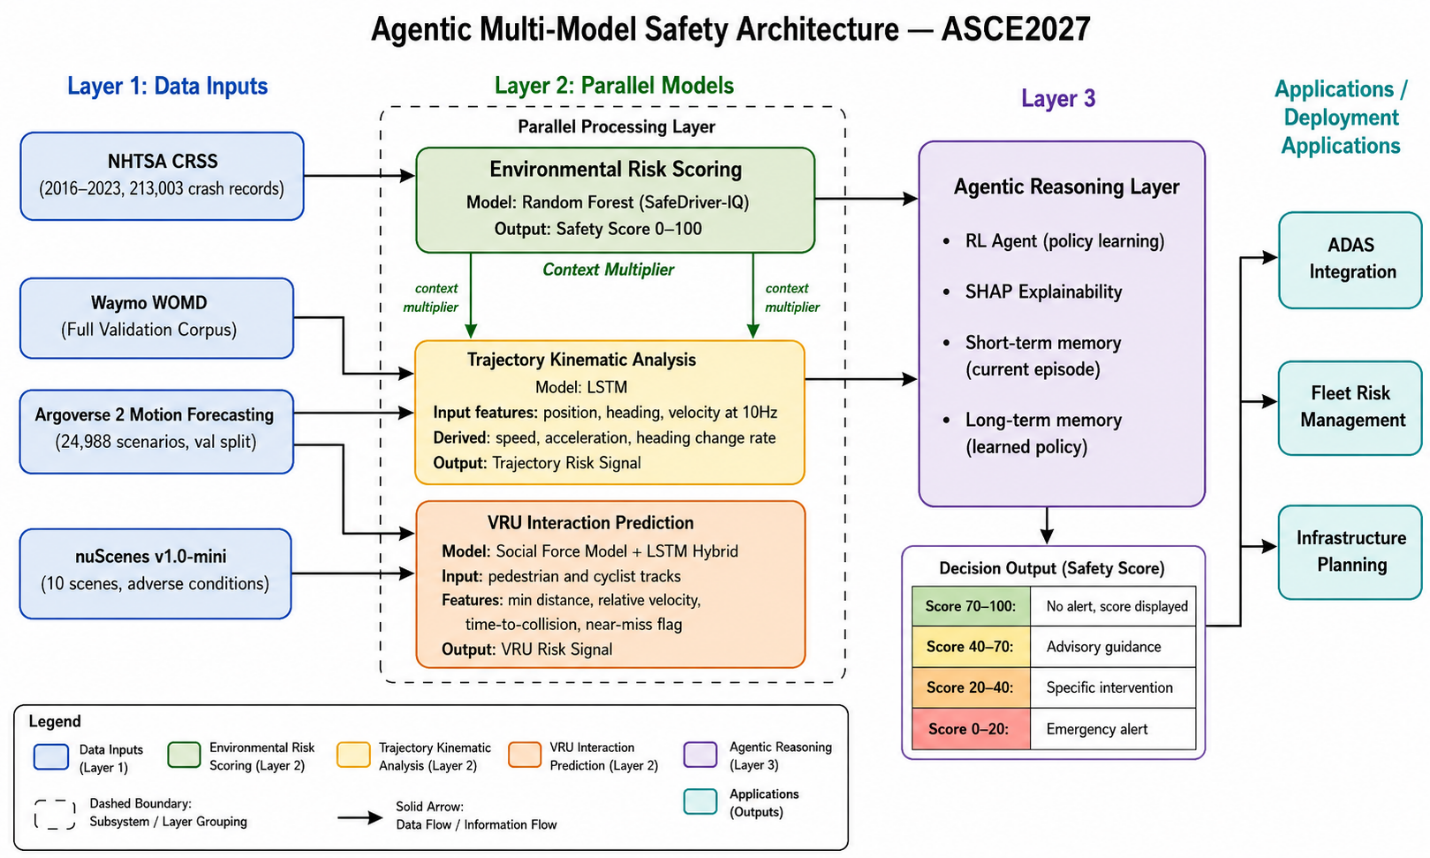 Agentic Multi-Model Safety Architecture — ASCE2027
Layer 1: Data Inputs
NHTSA CRSS
(2016–2023, 213,003 crash records)
Waymo WOMD
(Full Validation Corpus)
Argoverse 2 Motion Forecasting
(24,988 scenarios, val split)
nuScenes v1.0-mini
(10 scenes, adverse conditions)
Layer 2: Parallel Models
Parallel Processing Layer
Environmental Risk Scoring
Model: Random Forest (SafeDriver-IQ)
Output: Safety Score 0–100
Context Multiplier
context
multiplier
context
multiplier
Trajectory Kinematic Analysis
Model: LSTM
Input features: position, heading, velocity at 10Hz
Derived: speed, acceleration, heading change rate
Output: Trajectory Risk Signal
VRU Interaction Prediction
Model: Social Force Model + LSTM Hybrid
Input: pedestrian and cyclist tracks
Features: min distance, relative velocity,
time-to-collision, near-miss flag
Output: VRU Risk Signal
Layer 3
Agentic Reasoning Layer
• RL Agent (policy learning)
• SHAP Explainability
• Short-term memory
(current episode)
• Long-term memory
(learned policy)
Decision Output (Safety Score)
Score 70–100: No alert, score displayed
Score 40–70: Advisory guidance
Score 20–40: Specific intervention
Score 0–20: Emergency alert
Applications /
Deployment
Applications
ADAS
Integration
Fleet Risk
Management
Infrastructure
Planning
Legend
Data Inputs
(Layer 1)
Environmental Risk
Scoring (Layer 2)
Trajectory Kinematic
Analysis (Layer 2)
VRU Interaction
Prediction (Layer 2)
Agentic Reasoning
(Layer 3)
Dashed Boundary:
Subsystem / Layer Grouping
Solid Arrow:
Data Flow / Information Flow
Applications
(Outputs)